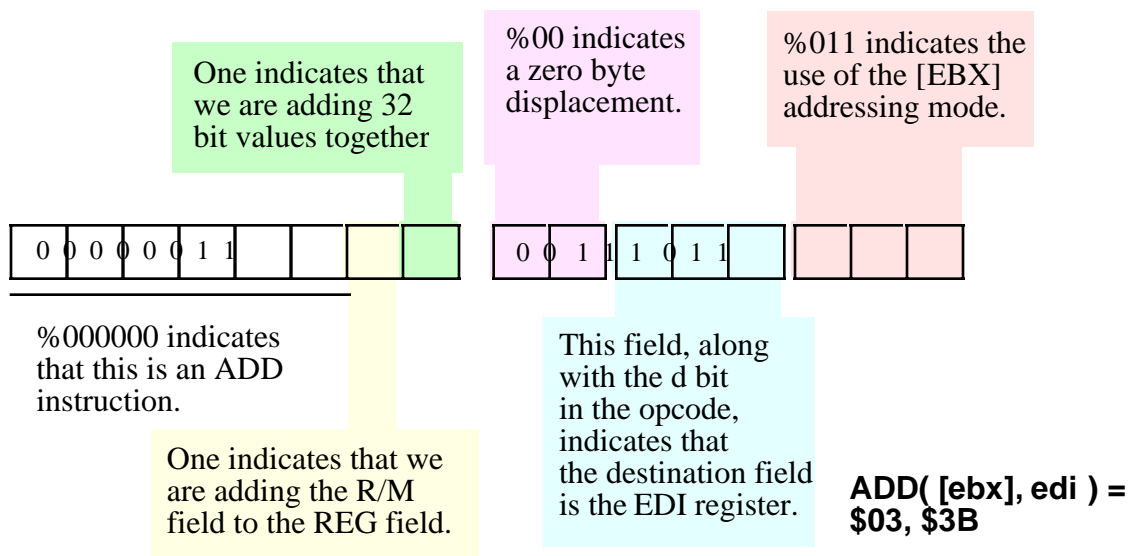 One indicates that
we are adding 32
bit values together
%00 indicates
a zero byte
displacement.
%011 indicates the
use of the [EBX]
addressing mode.
0 0 0 0 0 0 1 1
0 0 1 1 1 0 1 1
%000000 indicates
that this is an ADD
instruction.
One indicates that we
are adding the R/M
field to the REG field.
This field, along
with the d bit
in the opcode,
indicates that
the destination field
is the EDI register.
ADD( [ebx], edi ) =
$03, $3B